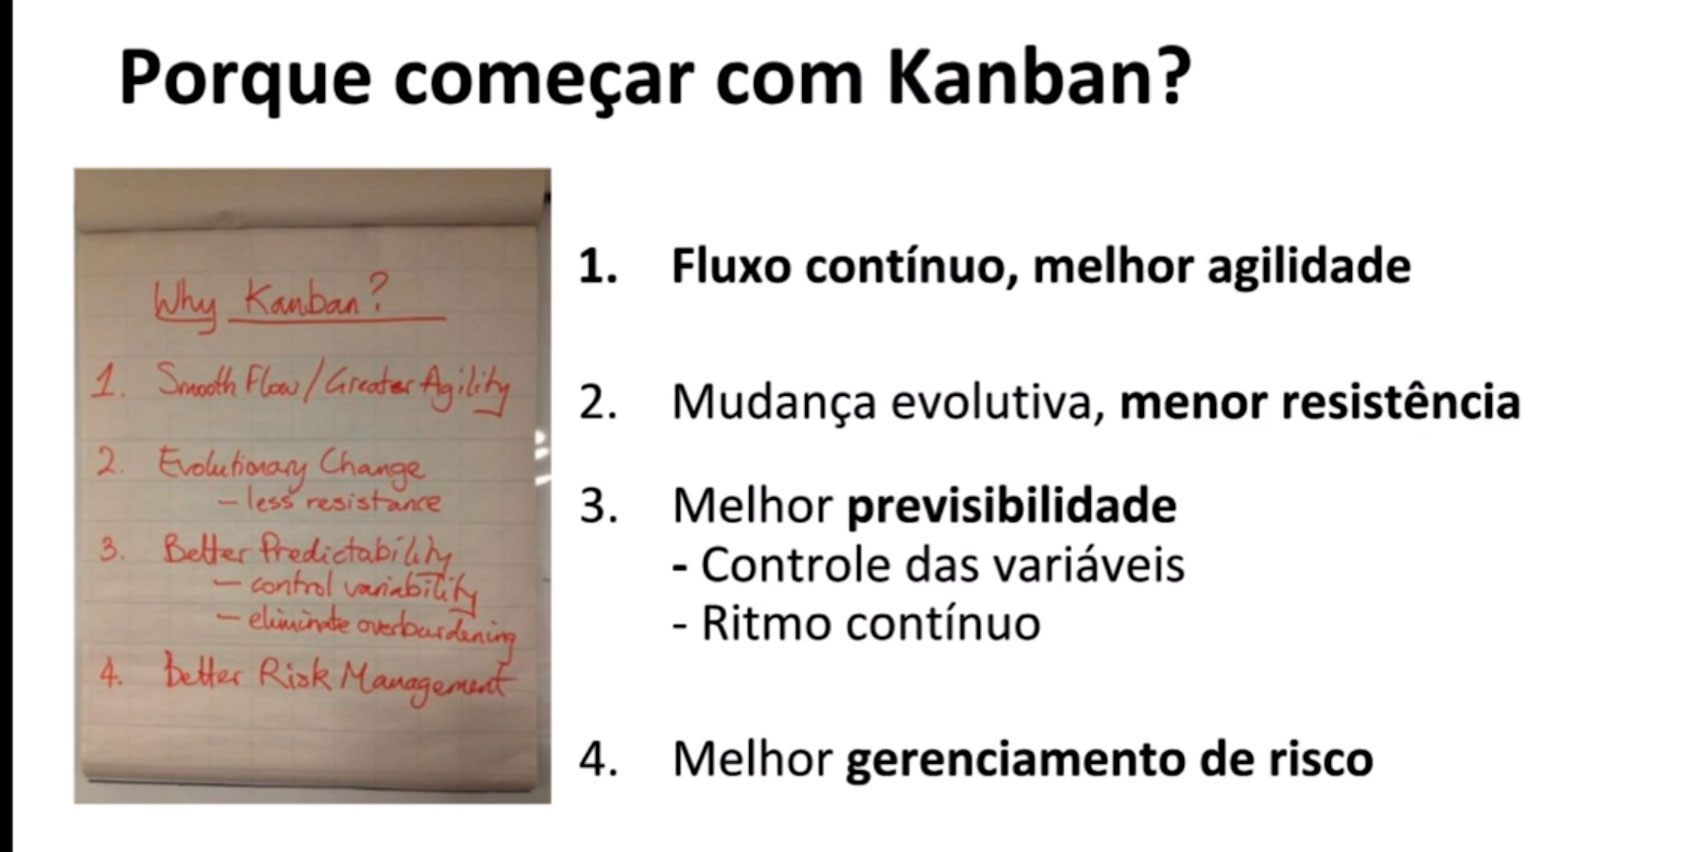 Porque começar com Kanban?
Why Kanban?
1. Smooth Flow/Greater Agility
2. Evolutionary Change
– less resistance
3. Better Predictability
– control variability
– eliminate overburdening
4. Better Risk Management
1. Fluxo contínuo, melhor agilidade
2. Mudança evolutiva, menor resistência
3. Melhor previsibilidade
- Controle das variáveis
- Ritmo contínuo
4. Melhor gerenciamento de risco